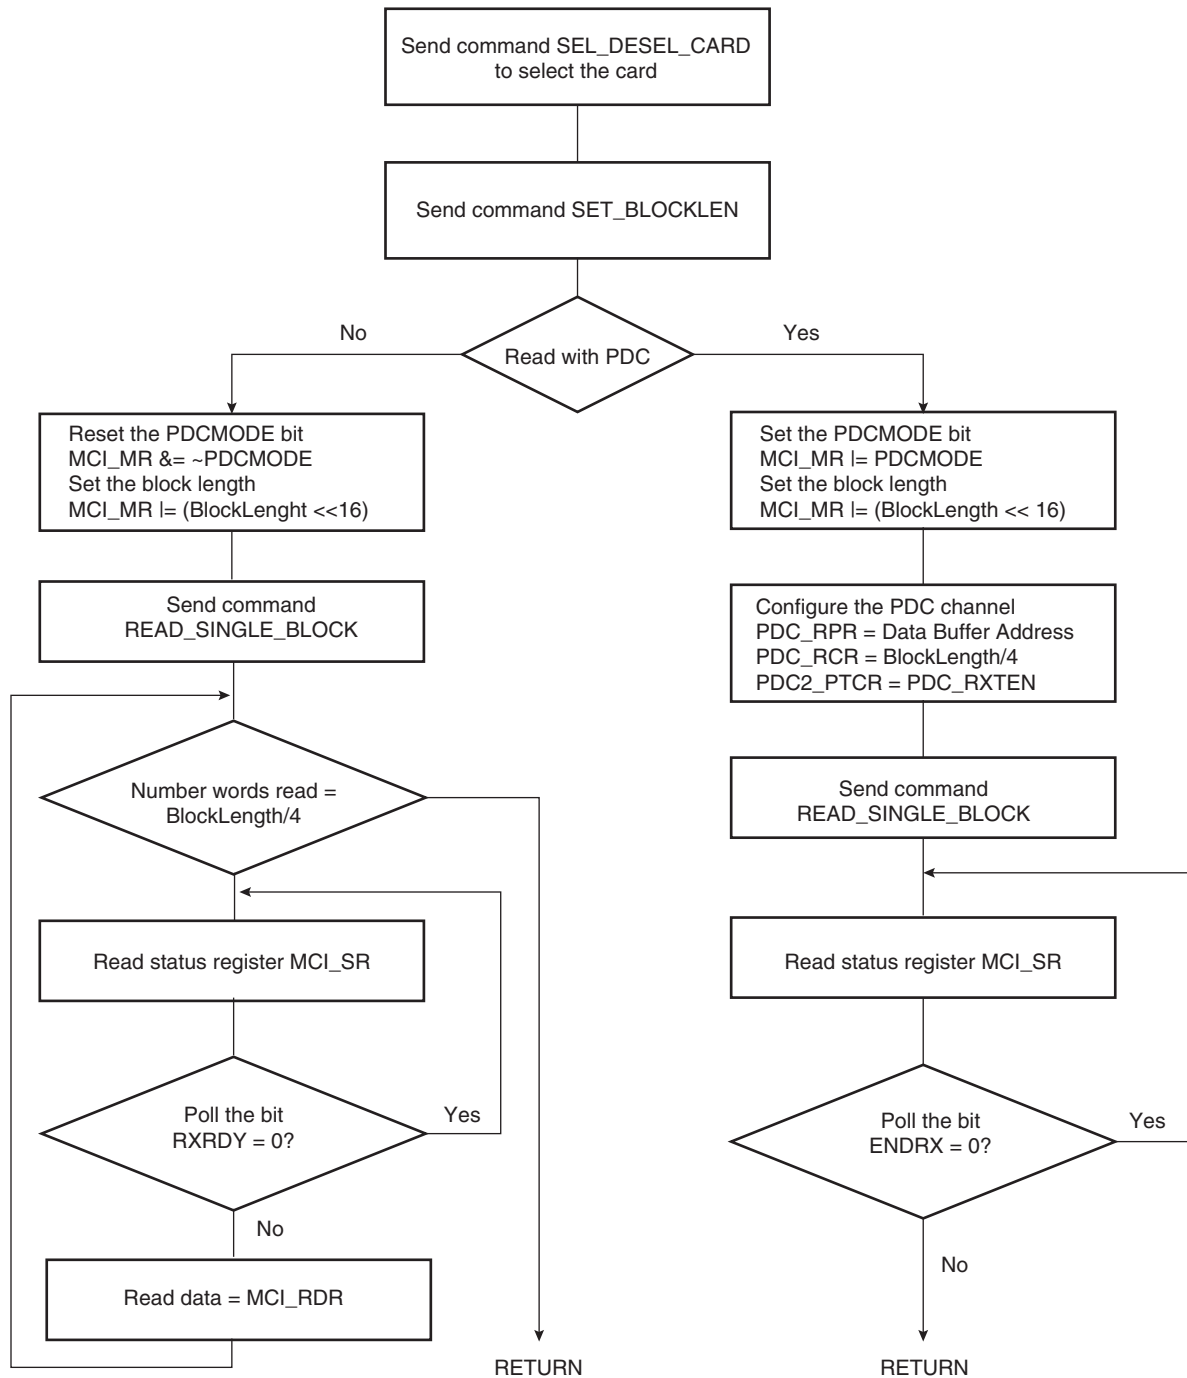 Send command SEL_DESEL_CARD
to select the card
Send command SET_BLOCKLEN
Read with PDC
No
Yes
Reset the PDCMODE bit
MCI_MR &= ~PDCMODE
Set the block length
MCI_MR |= (BlockLenght <<16)
Send command
READ_SINGLE_BLOCK
Number words read =
BlockLength/4
Read status register MCI_SR
Poll the bit
RXRDY = 0?
Yes
No
Read data = MCI_RDR
RETURN
Set the PDCMODE bit
MCI_MR |= PDCMODE
Set the block length
MCI_MR |= (BlockLength << 16)
Configure the PDC channel
PDC_RPR = Data Buffer Address
PDC_RCR = BlockLength/4
PDC2_PTCR = PDC_RXTEN
Send command
READ_SINGLE_BLOCK
Read status register MCI_SR
Poll the bit
ENDRX = 0?
Yes
No
RETURN